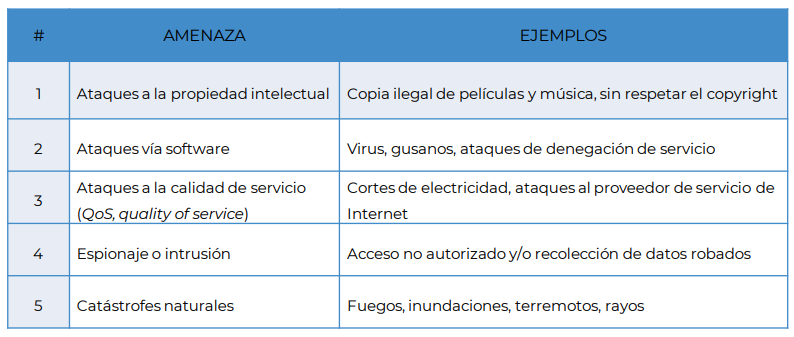 # AMENAZA EJEMPLOS
1 Ataques a la propiedad intelectual Copia ilegal de películas y música, sin respetar el copyright
2 Ataques vía software Virus, gusanos, ataques de denegación de servicio
3 Ataques a la calidad de servicio (QoS, quality of service) Cortes de electricidad, ataques al proveedor de servicio de Internet
4 Espionaje o intrusión Acceso no autorizado y/o recolección de datos robados
5 Catástrofes naturales Fuegos, inundaciones, terremotos, rayos